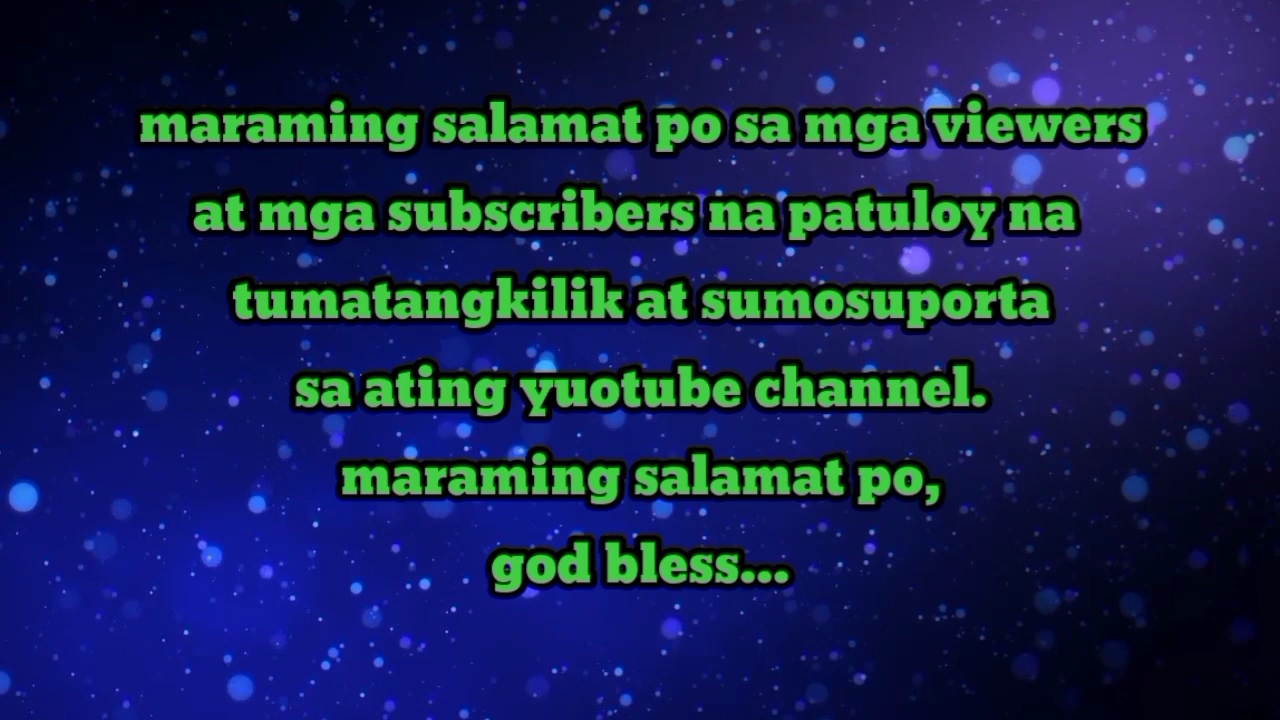 maraming salamat po sa mga viewers
at mga subscribers na patuloy na
tumatangkilik at sumosuporta
sa ating yuotube channel.
maraming salamat po,
god bless...